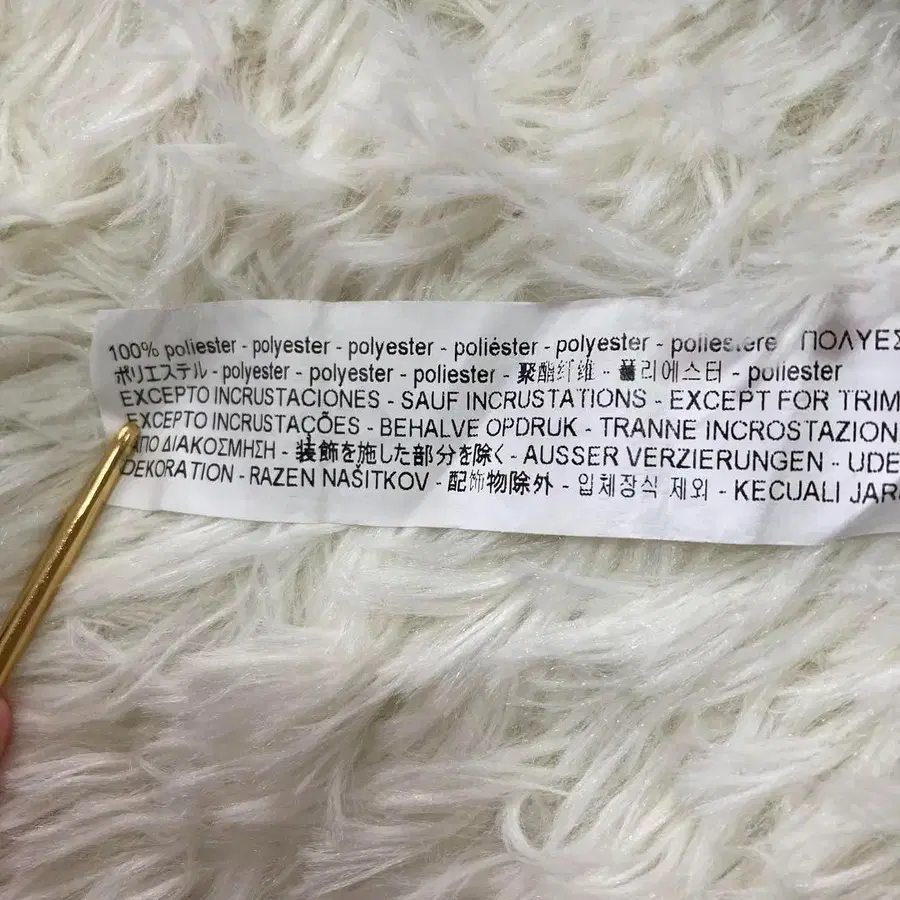 100% poliester - polyester - polyester - poliéster - polyester - poliestere ΠΟΛΥΕΣ
ポリエステル - polyester - polyester - poliester - 聚酯纤维 - 폴리에스터 - poliester
EXCEPTO INCRUSTACIONES - SAUF INCRUSTATIONS - EXCEPT FOR TRIM
EXCEPTO INCRUSTAÇÕES - BEHALVE OPDRUK - TRANNE INCROSTAZION
ΑΠΟ ΔΙΑΚΟΣΜΗΣΗ - 装飾を施した部分を除く - AUSSER VERZIERUNGEN - UDE
DEKORATION - RAZEN NAŠITKOV - 配饰物除外 - 입체장식 제외 - KECUALI JAR